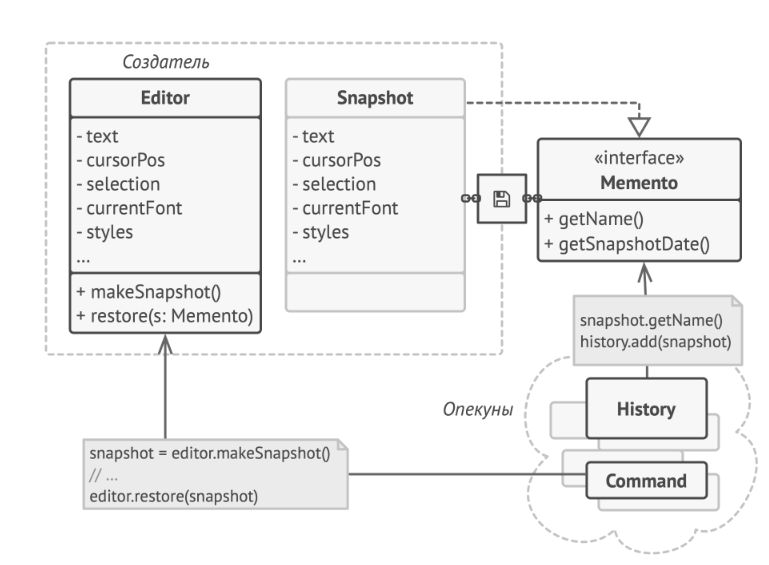 Создатель
Editor
- text
- cursorPos
- selection
- currentFont
- styles
...
+ makeSnapshot()
+ restore(s: Memento)
Snapshot
- text
- cursorPos
- selection
- currentFont
- styles
...
«interface»
Memento
+ getName()
+ getSnapshotDate()
snapshot.getName()
history.add(snapshot)
Опекуны
History
Command
snapshot = editor.makeSnapshot()
// ...
editor.restore(snapshot)